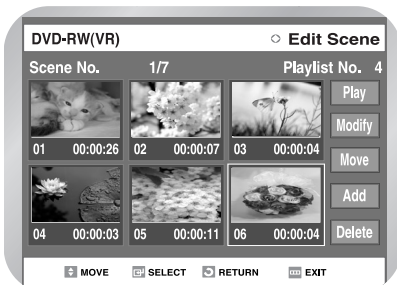 DVD-RW(VR) Edit Scene
Scene No. 1/7 Playlist No. 4
Play
Modify
Move
Add
Delete
01 00:00:26 02 00:00:07 03 00:00:04
04 00:00:03 05 00:00:11 06 00:00:04
MOVE SELECT RETURN EXIT